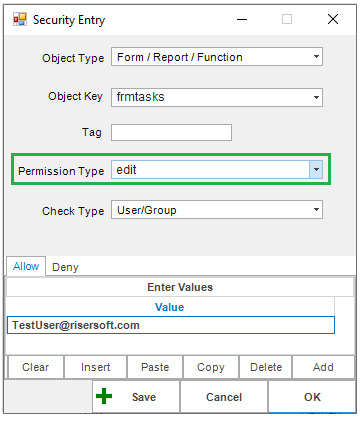 Security Entry
Object Type Form / Report / Function
Object Key frmtasks
Tag
Permission Type edit
Check Type User/Group
Allow Deny
Enter Values
Value
TestUser@risersoft.com
Clear Insert Paste Copy Delete Add
Save Cancel OK